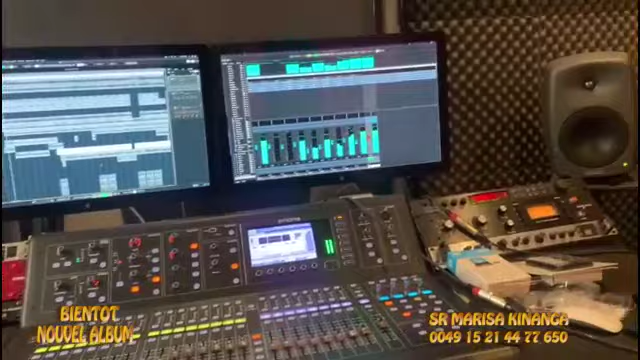 BIENTOT
NOUVEL ALBUM
SR MARISA KINANGA
0049 15 21 44 77 650